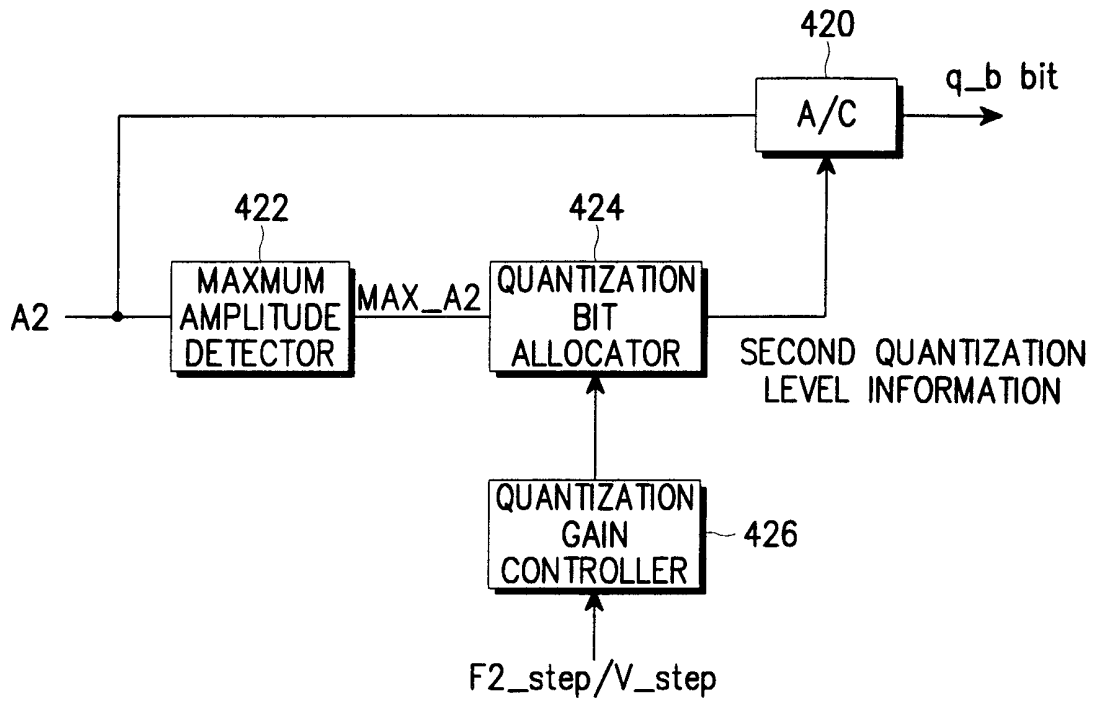 420
q_b bit
A/C
422
424
MAXMUM
AMPLITUDE
DETECTOR
MAX_A2
QUANTIZATION
BIT
ALLOCATOR
A2
SECOND QUANTIZATION
LEVEL INFORMATION
QUANTIZATION
GAIN
CONTROLLER
426
F2_step/V_step